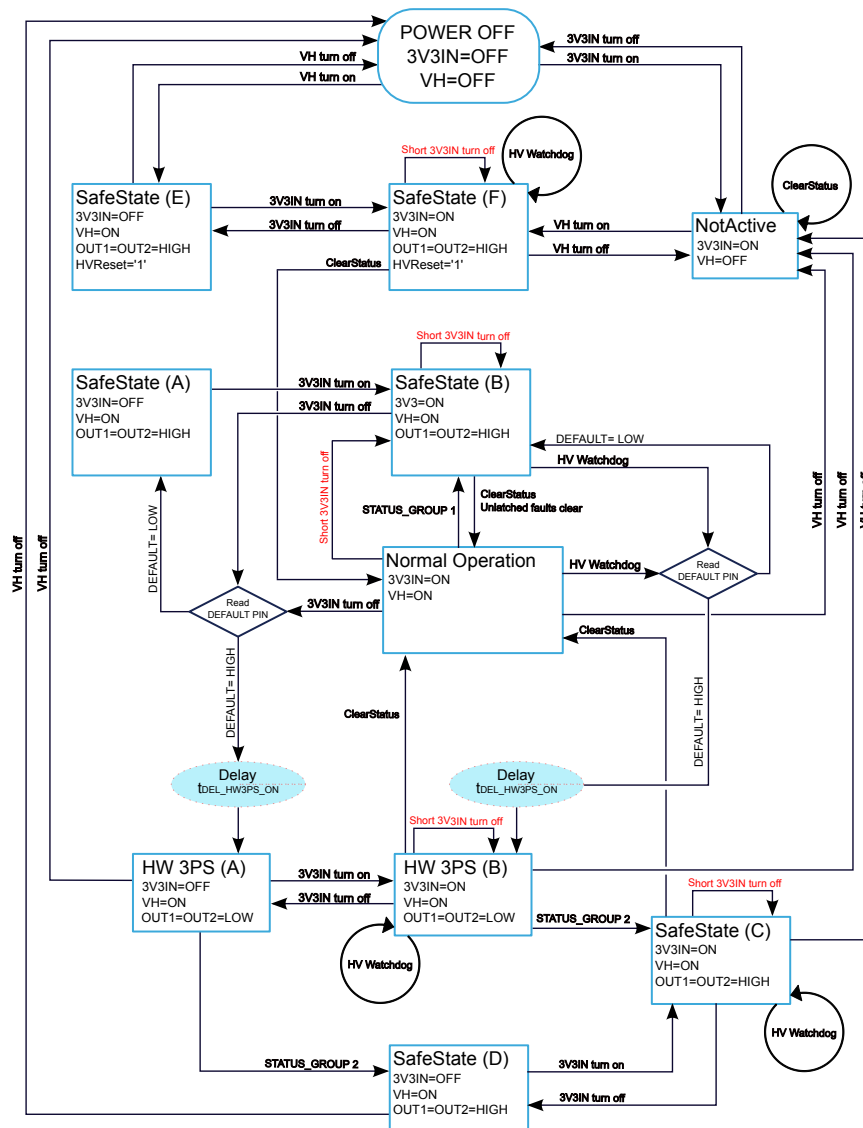 POWER OFF
3V3IN=OFF
VH=OFF
3V3IN turn off
3V3IN turn on
VH turn off
VH turn on
Short 3V3IN turn off
HV Watchdog
ClearStatus
SafeState (E)
3V3IN=OFF
VH=ON
OUT1=OUT2=HIGH
HVReset='1'
3V3IN turn on
3V3IN turn off
SafeState (F)
3V3IN=ON
VH=ON
OUT1=OUT2=HIGH
HVReset='1'
VH turn on
VH turn off
NotActive
3V3IN=ON
VH=OFF
ClearStatus
Short 3V3IN turn off
SafeState (A)
3V3IN=OFF
VH=ON
OUT1=OUT2=HIGH
3V3IN turn on
3V3IN turn off
SafeState (B)
3V3=ON
VH=ON
OUT1=OUT2=HIGH
DEFAULT= LOW
HV Watchdog
Short 3V3IN turn off
STATUS_GROUP 1
ClearStatus
Unlatched faults clear
VH turn off
VH turn off
VH turn off
VH turn off
VH turn off
DEFAULT= LOW
Normal Operation
3V3IN=ON
VH=ON
HV Watchdog
Read
DEFAULT PIN
Read
DEFAULT PIN
3V3IN turn off
ClearStatus
DEFAULT= HIGH
DEFAULT= HIGH
ClearStatus
Delay
tDEL_HW3PS_ON
Delay
tDEL_HW3PS_ON
Short 3V3IN turn off
HW 3PS (A)
3V3IN=OFF
VH=ON
OUT1=OUT2=LOW
3V3IN turn on
3V3IN turn off
HW 3PS (B)
3V3IN=ON
VH=ON
OUT1=OUT2=LOW
HV Watchdog
STATUS_GROUP 2
Short 3V3IN turn off
SafeState (C)
3V3IN=ON
VH=ON
OUT1=OUT2=HIGH
HV Watchdog
STATUS_GROUP 2
SafeState (D)
3V3IN=OFF
VH=ON
OUT1=OUT2=HIGH
3V3IN turn on
3V3IN turn off